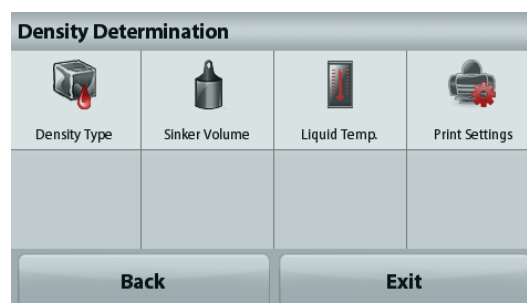 Density Determination
Density Type
Sinker Volume
Liquid Temp.
Print Settings
Back
Exit